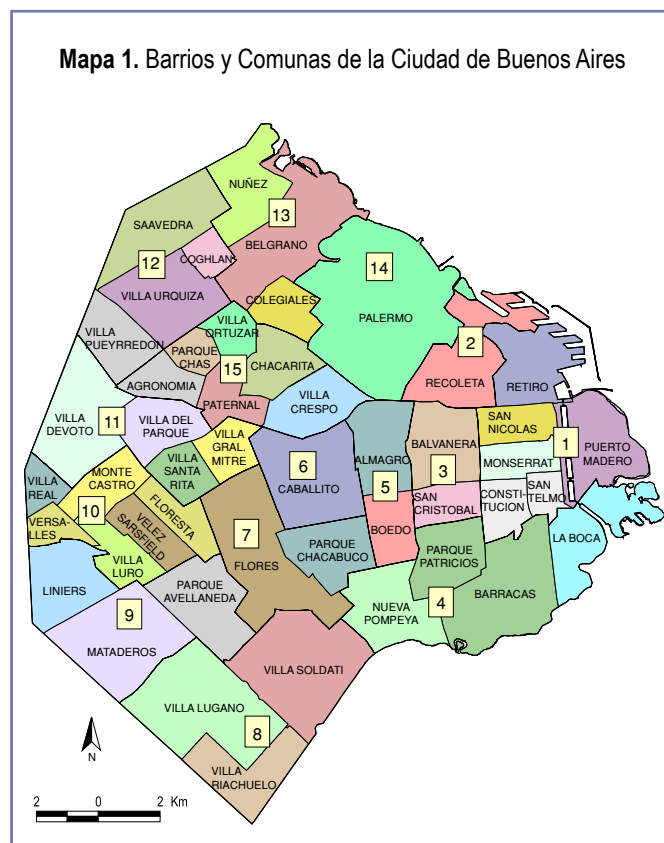 Mapa 1. Barrios y Comunas de la Ciudad de Buenos Aires
NUÑEZ
13
SAAVEDRA
BELGRANO
COGHLAN
12
14
VILLA URQUIZA
COLEGIALES
PALERMO
VILLA
ORTUZAR
VILLA
PUEYRREDON
2
PARQUE
CHAS
CHACARITA
15
AGRONOMIA
RECOLETA
RETIRO
PATERNAL
VILLA
CRESPO
VILLA
DEVOTO
11
VILLA DEL
PARQUE
SAN
NICOLAS
VILLA
GRAL
MITRE
BALVANERA
1
PUERTO
MADERO
6
CABALLITO
ALMAGRO
3
MONSERRAT
VILLA
SANTA
RITA
MONTE
CASTRO
VILLA
REAL
5
SAN
CRISTOBAL
CONSTI-
TUCION
SAN
TELMO
FLORESTA
10
VERSA-
LLES
VELEZ
SARSFIELD
7
FLORES
BOEDO
LA BOCA
PARQUE
CHACABUCO
PARQUE
PATRICIOS
VILLA
LURO
LINIERS
PARQUE
AVELLANEDA
BARRACAS
9
NUEVA
POMPEYA
4
MATADEROS
VILLA SOLDATI
VILLA LUGANO
8
VILLA
RIACHUELO
N
2 0 2 Km